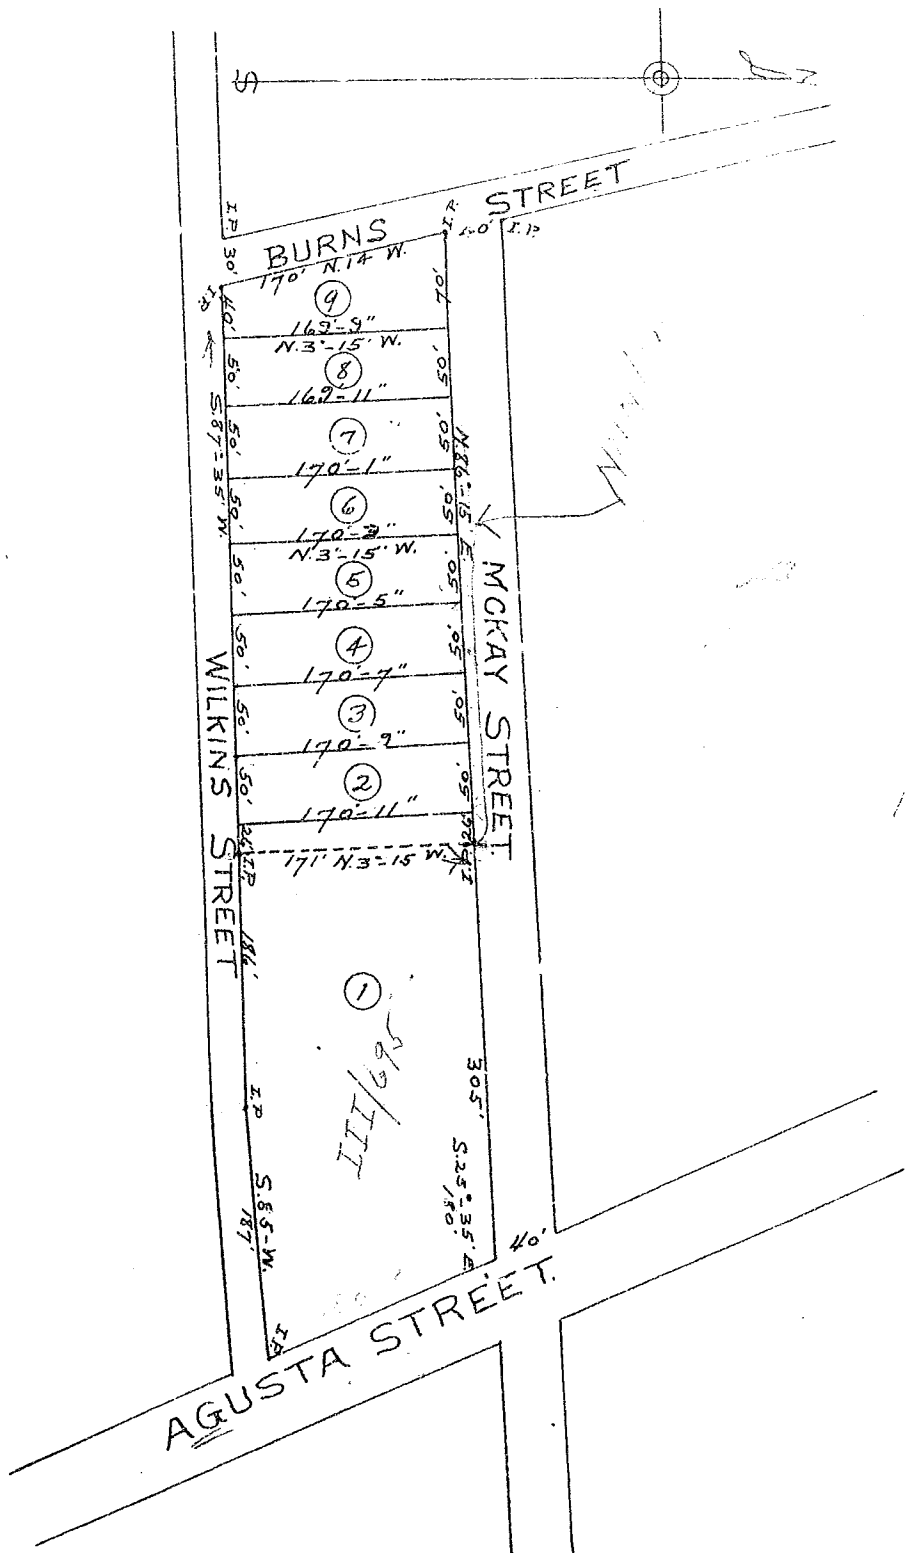 S
N
I.P.
BURNS STREET
I.P.
40'
I.P.
30'
I.P.
170' N.14 W.
40'
9
70'
169'-9"
N.3°-15' W.
50'
8
50'
169-11"
50'
7
50'
170'-1"
S.87°-35' W.
N.86°-15' E.
50'
6
50'
N.3°-15' W.
50'
5
50'
170'-5"
50'
4
50'
170'-7"
50'
3
50'
170'-9"
50'
2
50'
170'-11"
26'
26'
I.P.
171' N.3°-15 W.
I.P.
WILKINS STREET
MCKAY STREET.
186'
1
III/695
305'
I.P
S.25°-35' E.
180'
S.85-W.
187'
40'
I.P.
AGUSTA STREET.